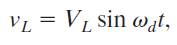 v_L = V_L sin ω_d t,